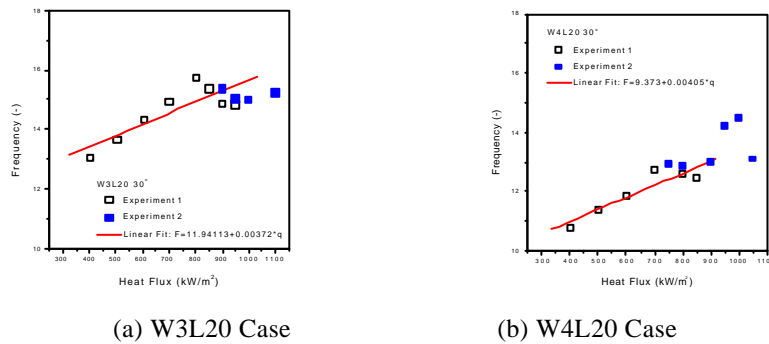 18
16
14
12
10
Frequency (-)
W3L20 30°
Experiment 1
Experiment 2
Linear Fit: F=11.94113+0.00372*q
300 400 500 600 700 800 900 1000 1100
Heat Flux (kW/m²)
(a) W3L20 Case
18
16
14
12
10
Frequency (-)
W4L20 30°
Experiment 1
Experiment 2
Linear Fit: F=9.373+0.00405*q
300 400 500 600 700 800 900 1000 110
Heat Flux (kW/m²)
(b) W4L20 Case